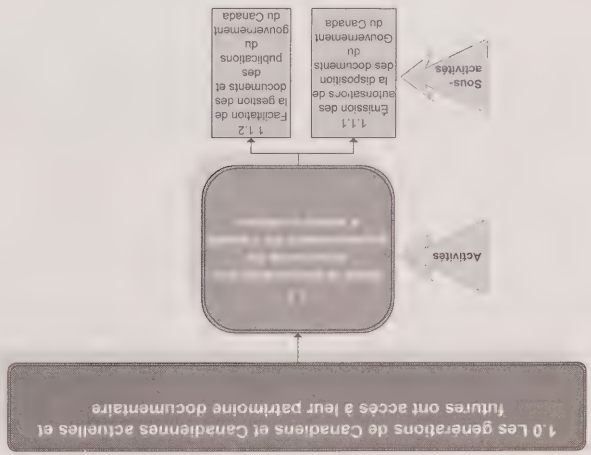 1.0 Les generations de Canadiens et Canadiennes actuelles et
futures ont accès à leur patrimoine documentaire
Activités
1.1
Sous-
activités
1.1.1
Émission des
autorisations de
la disposition
des documents
du
Gouvernement
du Canada
1.1.2
Facilitation de
la gestion des
documents et
des
publications
du
gouvernement
du Canada